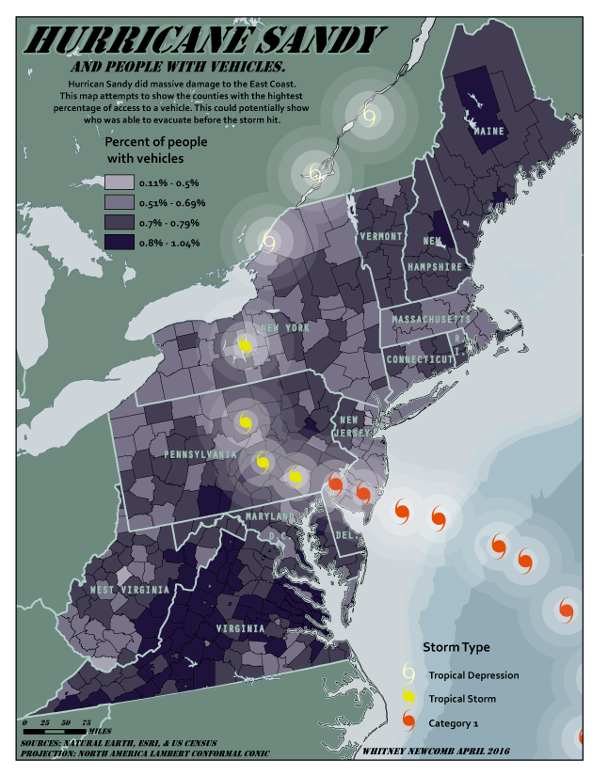 HURRICANE SANDY
AND PEOPLE WITH VEHICLES.
Hurrican Sandy did massive damage to the East Coast.
This map attempts to show the counties with the highest
percentage of access to a vehicle. This could potentially show
who was able to evacuate before the storm hit.
Percent of people
with vehicles
0.11% - 0.5%
0.51% - 0.69%
0.7% - 0.79%
0.8% - 1.04%
MAINE
VERMONT
NEW
HAMPSHIRE
NEW YORK
MASSACHUSETTS
R.
I.
CONNECTICUT
NEW
JERSEY
PENNSYLVANIA
MARYLAND
D.C.
DEL.
WEST VIRGINIA
VIRGINIA
Storm Type
Tropical Depression
Tropical Storm
Category 1
0 25 50 75
MILES
SOURCES: NATURAL EARTH, ESRI, & US CENSUS
PROJECTION: NORTH AMERICA LAMBERT CONFORMAL CONIC
WHITNEY NEWCOMB APRIL 2016